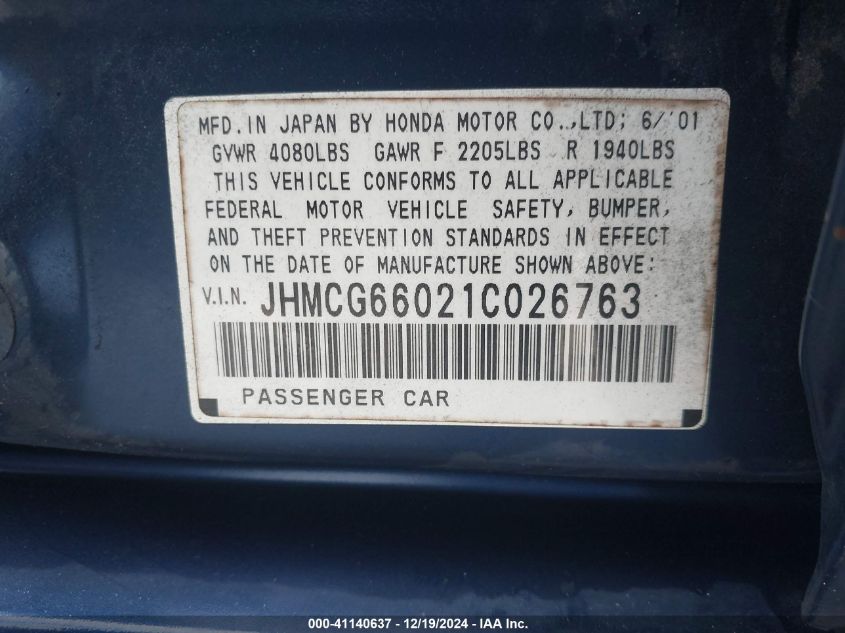 MFD. IN JAPAN BY HONDA MOTOR CO., LTD; 6/'01
GVWR 4080LBS GAWR F 2205LBS R 1940LBS
THIS VEHICLE CONFORMS TO ALL APPLICABLE
FEDERAL MOTOR VEHICLE SAFETY, BUMPER,
AND THEFT PREVENTION STANDARDS IN EFFECT
ON THE DATE OF MANUFACTURE SHOWN ABOVE:
V.I.N. JHMCG66021C026763
PASSENGER CAR
000-41140637 - 12/19/2024 - IAA Inc.